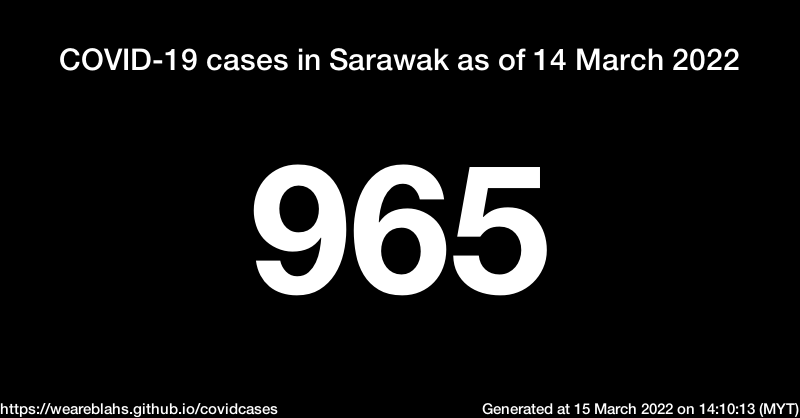 COVID-19 cases in Sarawak as of 14 March 2022
965
https://weareblahs.github.io/covidcases
Generated at 15 March 2022 on 14:10:13 (MYT)